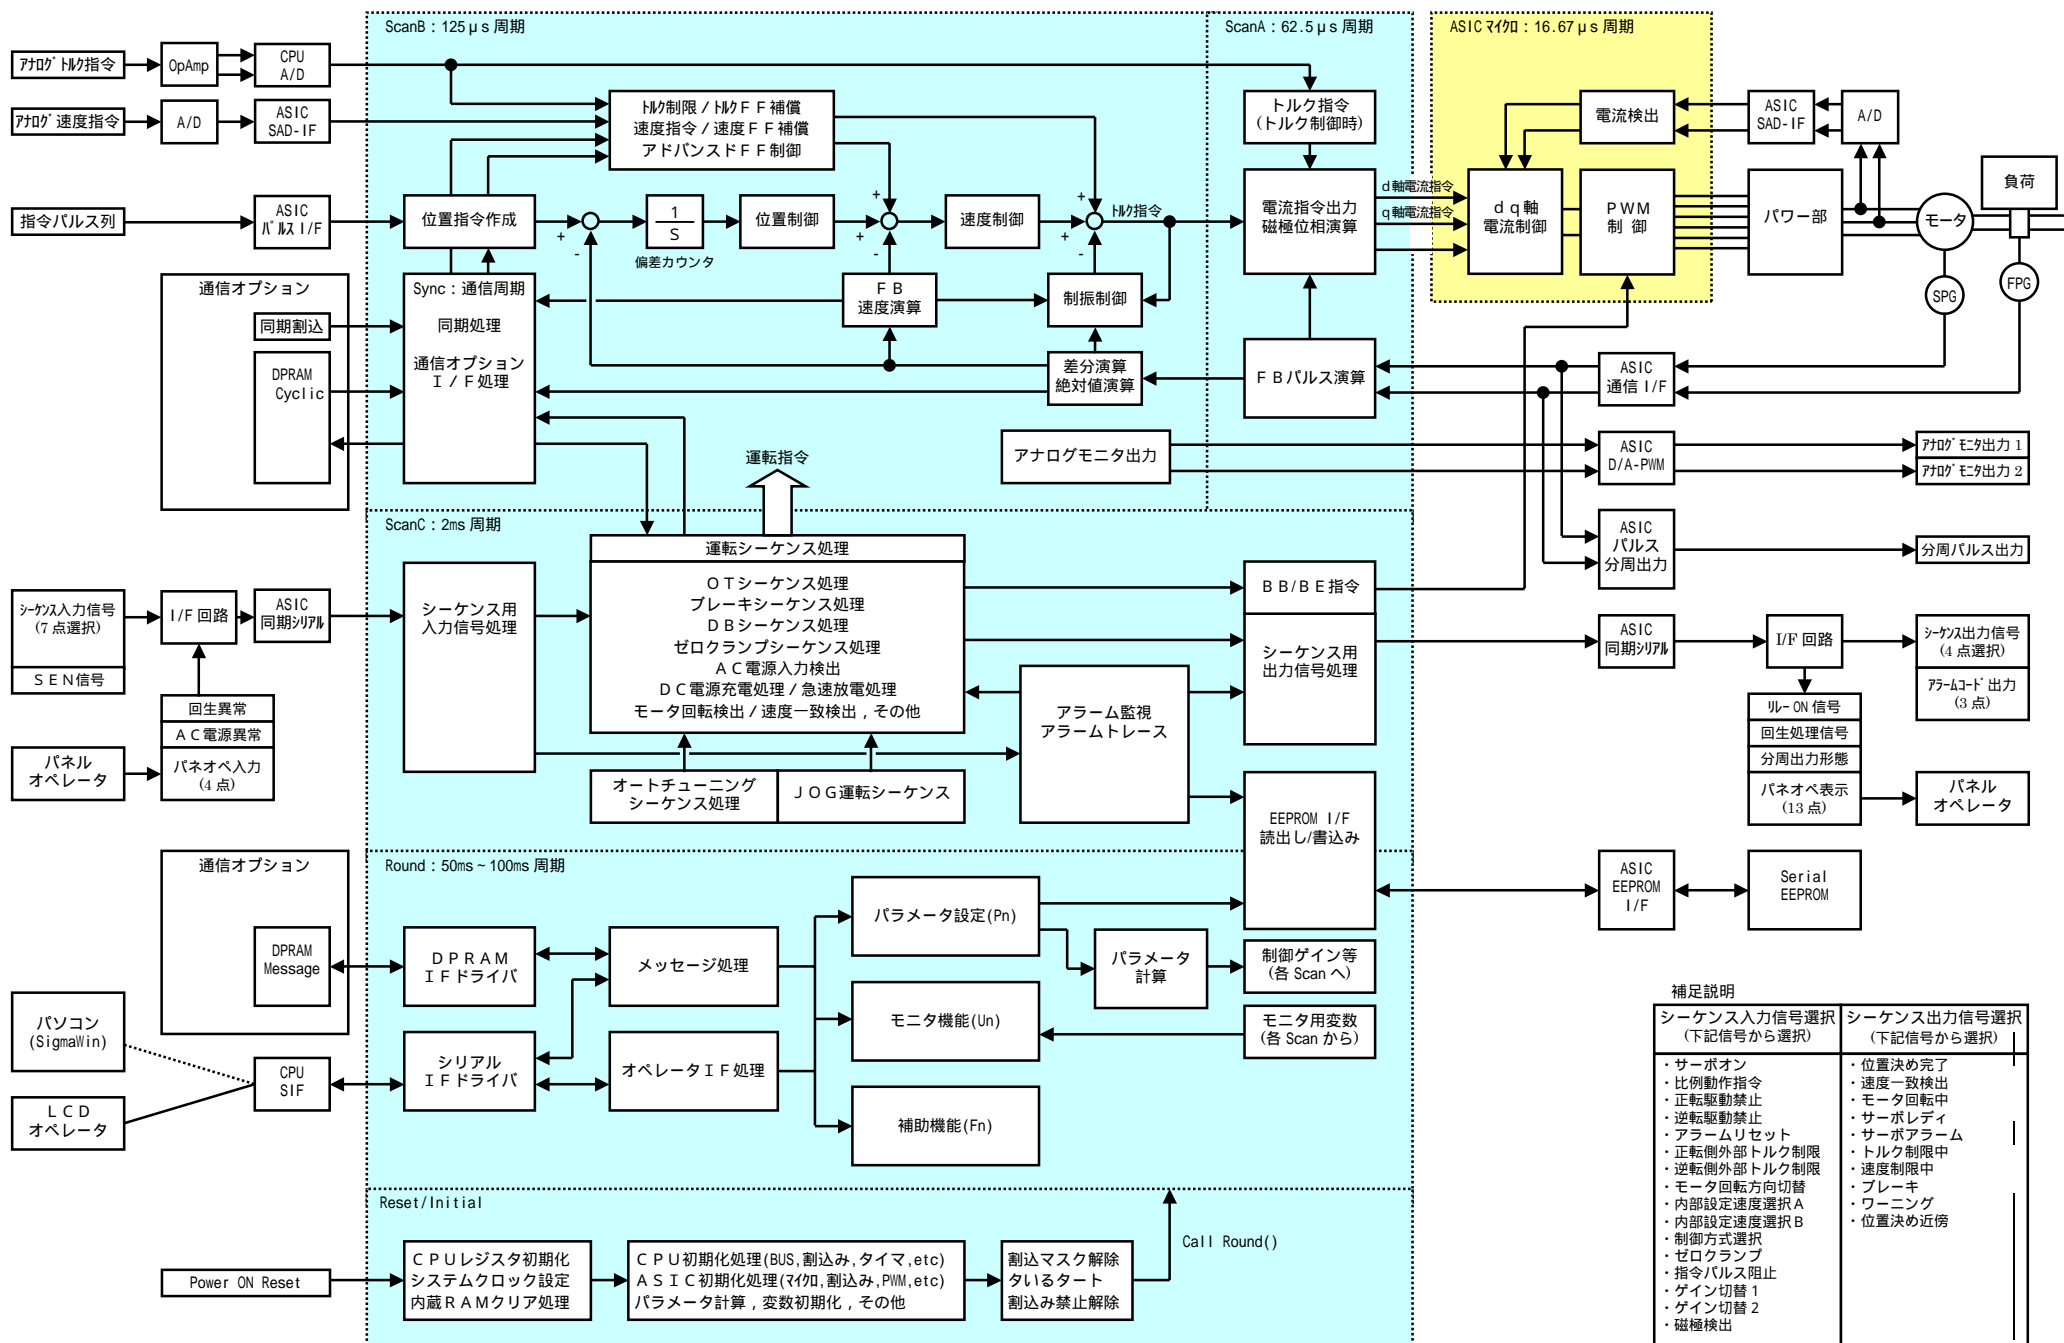 ScanB：125μs 周期
ScanA：62.5μs 周期
ASIC ﾏｲｸﾛ：16.67μs 周期
ｱﾅﾛｸﾞﾄﾙｸ指令
OpAmp
CPU
A/D
ｱﾅﾛｸﾞ速度指令
A/D
ASIC
SAD-IF
ﾄﾙｸ制限／ﾄﾙｸＦＦ補償
速度指令／速度ＦＦ補償
アドバンスドＦＦ制御
トルク指令
(トルク制御時)
電流検出
ASIC
SAD-IF
A/D
指令パルス列
ASIC
ﾊﾟﾙｽ I/F
位置指令作成
+
-
1
S
偏差カウンタ
位置制御
+
+
-
速度制御
+
+
-
ﾄﾙｸ指令
電流指令出力
磁極位相演算
d軸電流指令
q軸電流指令
ｄｑ軸
電流制御
ＰＷＭ
制 御
パワー部
モータ
負荷
SPG
FPG
通信オプション
同期割込
DPRAM
Cyclic
Sync：通信周期
同期処理
通信オプション
Ｉ／Ｆ処理
ＦＢ
速度演算
制振制御
差分演算
絶対値演算
ＦＢパルス演算
ASIC
通信 I/F
アナログモニタ出力
ASIC
D/A-PWM
ｱﾅﾛｸﾞﾓﾆﾀ出力 1
ｱﾅﾛｸﾞﾓﾆﾀ出力 2
運転指令
ScanC：2ms 周期
ASIC
パルス
分周出力
分周パルス出力
運転シーケンス処理
ＯＴシーケンス処理
ブレーキシーケンス処理
ＤＢシーケンス処理
ゼロクランプシーケンス処理
ＡＣ電源入力検出
ＤＣ電源充電処理／急速放電処理
モータ回転検出／速度一致検出，その他
ｼｰｹﾝｽ入力信号
(7 点選択)
ＳＥＮ信号
I/F 回路
ASIC
同期ｼﾘｱﾙ
シーケンス用
入力信号処理
ＢＢ/ＢＥ指令
シーケンス用
出力信号処理
ASIC
同期ｼﾘｱﾙ
I/F 回路
ｼｰｹﾝｽ出力信号
(4 点選択)
ｱﾗｰﾑｺｰﾄﾞ出力
(3 点)
回生異常
ＡＣ電源異常
パネオペ入力
(4 点)
パネル
オペレータ
アラーム監視
アラームトレース
オートチューニング
シーケンス処理
ＪＯＧ運転シーケンス
ﾘﾚｰ ON 信号
回生処理信号
分周出力形態
パネオペ表示
(13 点)
パネル
オペレータ
EEPROM I/F
読出し/書込み
Round：50ms～100ms 周期
通信オプション
DPRAM
Message
ＤＰＲＡＭ
ＩＦドライバ
メッセージ処理
パラメータ設定(Pn)
パラメータ
計算
制御ゲイン等
(各 Scan へ)
ASIC
EEPROM
I/F
Serial
EEPROM
パソコン
(SigmaWin)
ＬＣＤ
オペレータ
CPU
SIF
シリアル
ＩＦドライバ
オペレータＩＦ処理
モニタ機能(Un)
モニタ用変数
(各 Scan から)
補助機能(Fn)
Reset/Initial
Power ON Reset
ＣＰＵレジスタ初期化
システムクロック設定
内蔵ＲＡＭクリア処理
ＣＰＵ初期化処理(BUS,割込み,タイマ,etc)
ＡＳＩＣ初期化処理(ﾏｲｸﾛ,割込み,PWM,etc)
パラメータ計算，変数初期化，その他
割込マスク解除
タいるタート
割込み禁止解除
Call Round()
補足説明
シーケンス入力信号選択
(下記信号から選択)
・サーボオン
・比例動作指令
・正転駆動禁止
・逆転駆動禁止
・アラームリセット
・正転側外部トルク制限
・逆転側外部トルク制限
・モータ回転方向切替
・内部設定速度選択Ａ
・内部設定速度選択Ｂ
・制御方式選択
・ゼロクランプ
・指令パルス阻止
・ゲイン切替１
・ゲイン切替２
・磁極検出
シーケンス出力信号選択
(下記信号から選択)
・位置決め完了
・速度一致検出
・モータ回転中
・サーボレディ
・サーボアラーム
・トルク制限中
・速度制限中
・ブレーキ
・ワーニング
・位置決め近傍